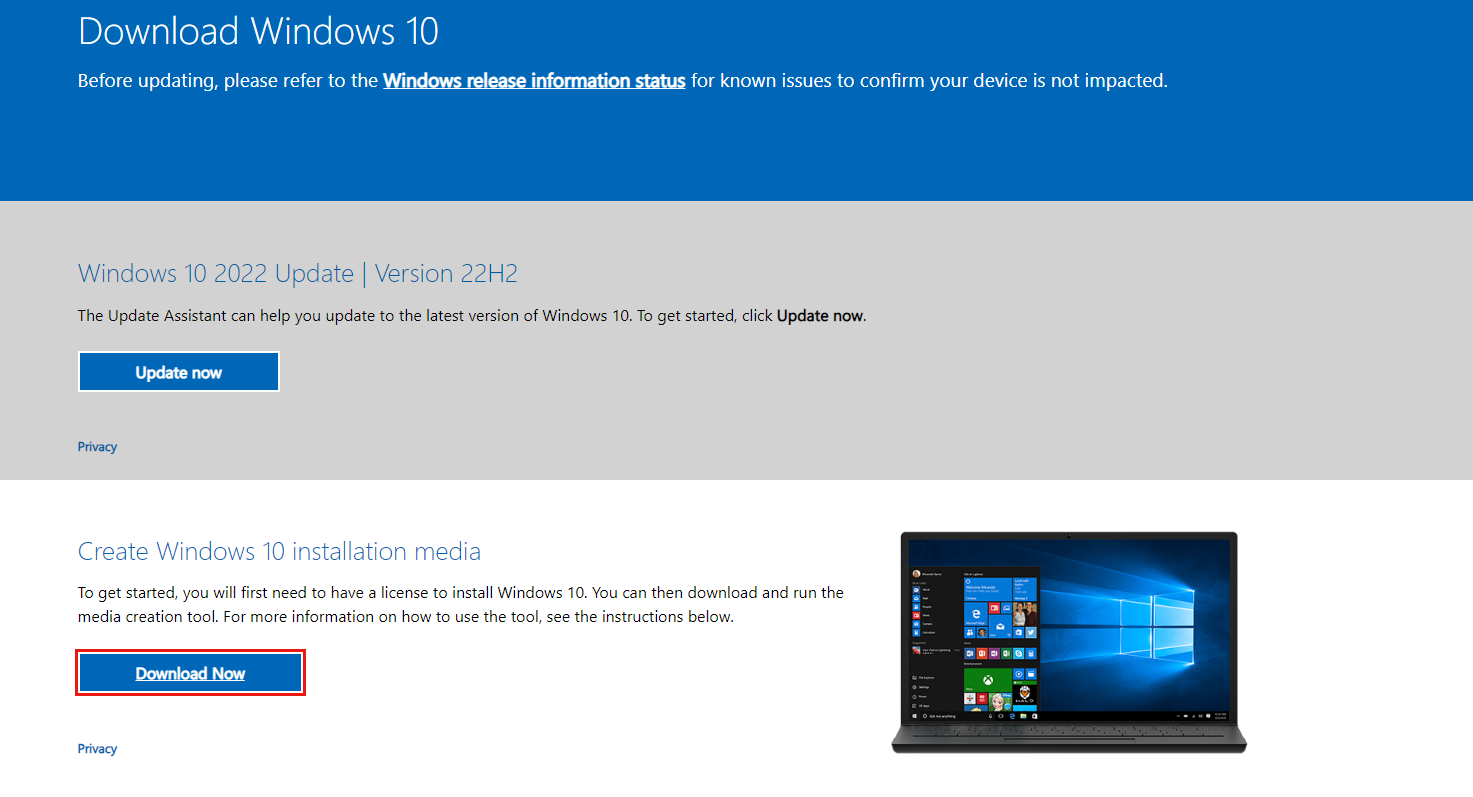 Download Windows 10
Before updating, please refer to the Windows release information status for known issues to confirm your device is not impacted.
Windows 10 2022 Update | Version 22H2
The Update Assistant can help you update to the latest version of Windows 10. To get started, click Update now.
Update now
Privacy
Create Windows 10 installation media
To get started, you will first need to have a license to install Windows 10. You can then download and run the
media creation tool. For more information on how to use the tool, see the instructions below.
Download Now
Privacy